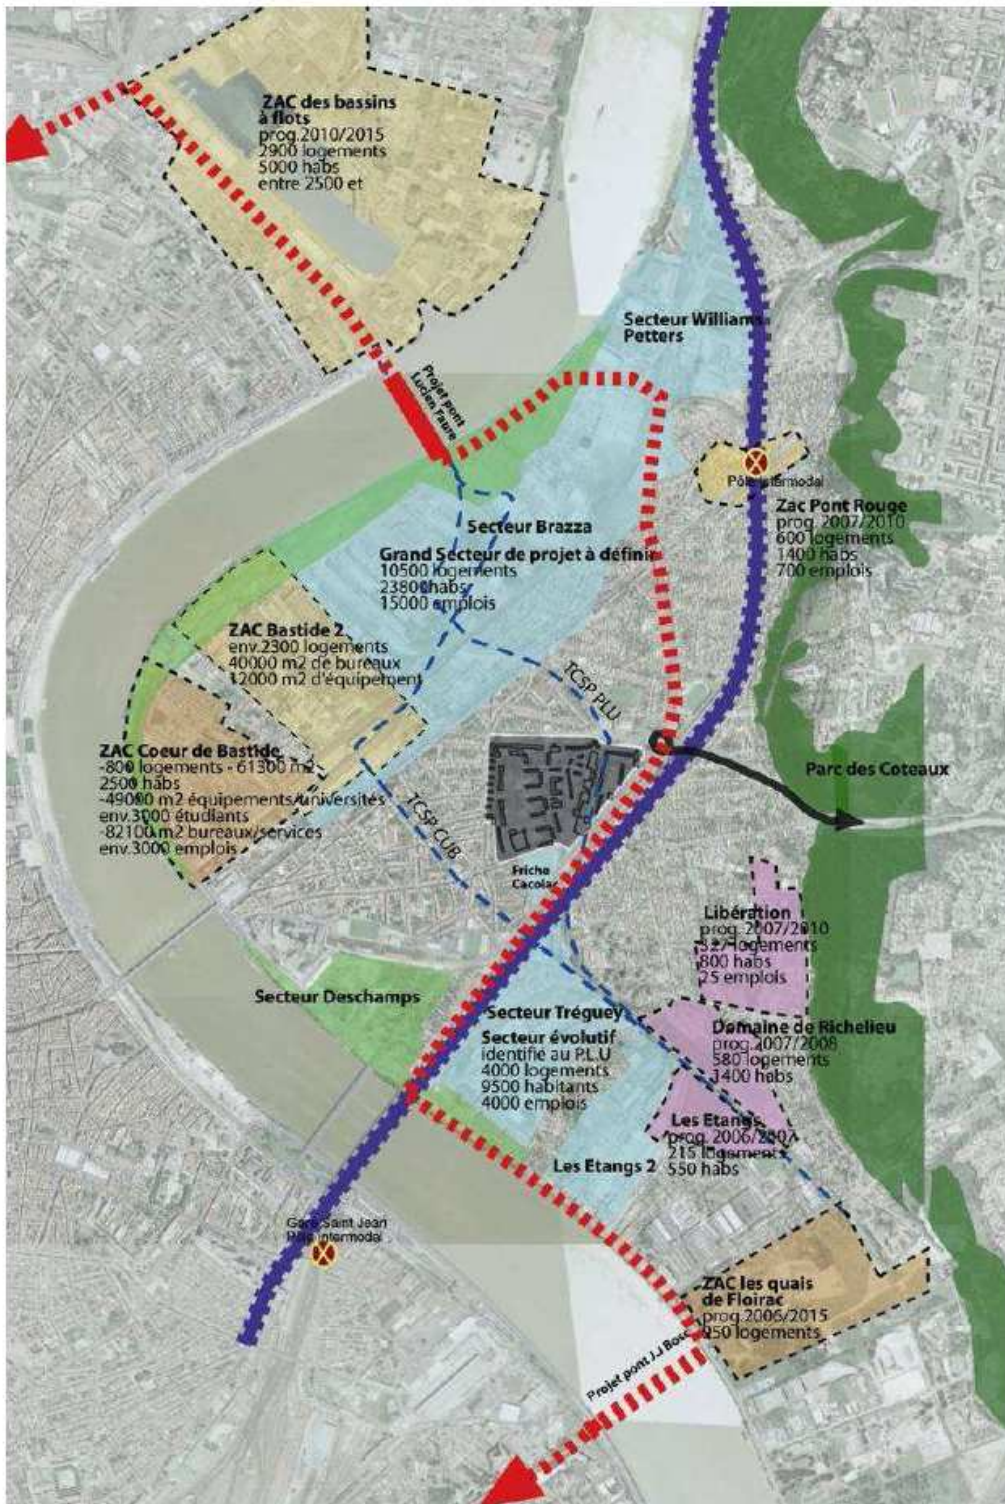 ZAC des bassins
à flots
prog.2010/2015
2900 logements
5000 habs
entre 2500 et
Secteur Williams
Petters
Projet pont
Lucien Faure
Pôle intermodal
Zac Pont Rouge
prog. 2007/2010
600 logements
1400 habs
700 emplois
Secteur Brazza
Grand Secteur de projet à définir
10500 logements
23800habs
15000 emplois
ZAC Bastide 2
env.2300 logements
40000 m2 de bureaux
12000 m2 d'équipement
TCSP PLU
ZAC Coeur de Bastide
-800 logements - 61300 m2
2500 habs
-49000 m2 équipements/universités
env.3000 étudiants
-82100 m2 bureaux/services
env.3000 emplois
TCSP CUB
Parc des Coteaux
Friche
Cacolac
Libération
prog. 2007/2010
327 logements
800 habs
25 emplois
Secteur Deschamps
Secteur Tréguey
Secteur évolutif
identifié au P.L.U
4000 logements
9500 habitants
4000 emplois
Domaine de Richelieu
prog.2007/2008
580 logements
1400 habs
Les Etangs
prog. 2006/2007
215 logements
550 habs
Les Etangs 2
Gare Saint Jean
Pôle intermodal
ZAC les quais
de Floirac
prog.2006/2015
950 logements
Projet pont J.J Bosc